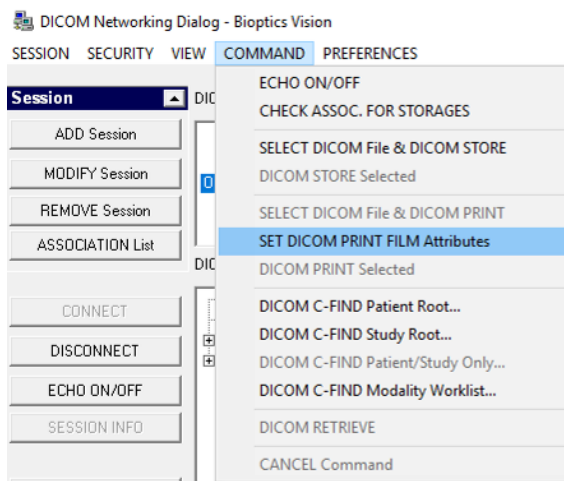 DICOM Networking Dialog - Bioptics Vision
SESSION SECURITY VIEW COMMAND PREFERENCES
Session
ADD Session
MODIFY Session
REMOVE Session
ASSOCIATION List
CONNECT
DISCONNECT
ECHO ON/OFF
SESSION INFO
ECHO ON/OFF
CHECK ASSOC. FOR STORAGES
SELECT DICOM File & DICOM STORE
DICOM STORE Selected
SELECT DICOM File & DICOM PRINT
SET DICOM PRINT FILM Attributes
DICOM PRINT Selected
DICOM C-FIND Patient Root...
DICOM C-FIND Study Root...
DICOM C-FIND Patient/Study Only...
DICOM C-FIND Modality Worklist...
DICOM RETRIEVE
CANCEL Command